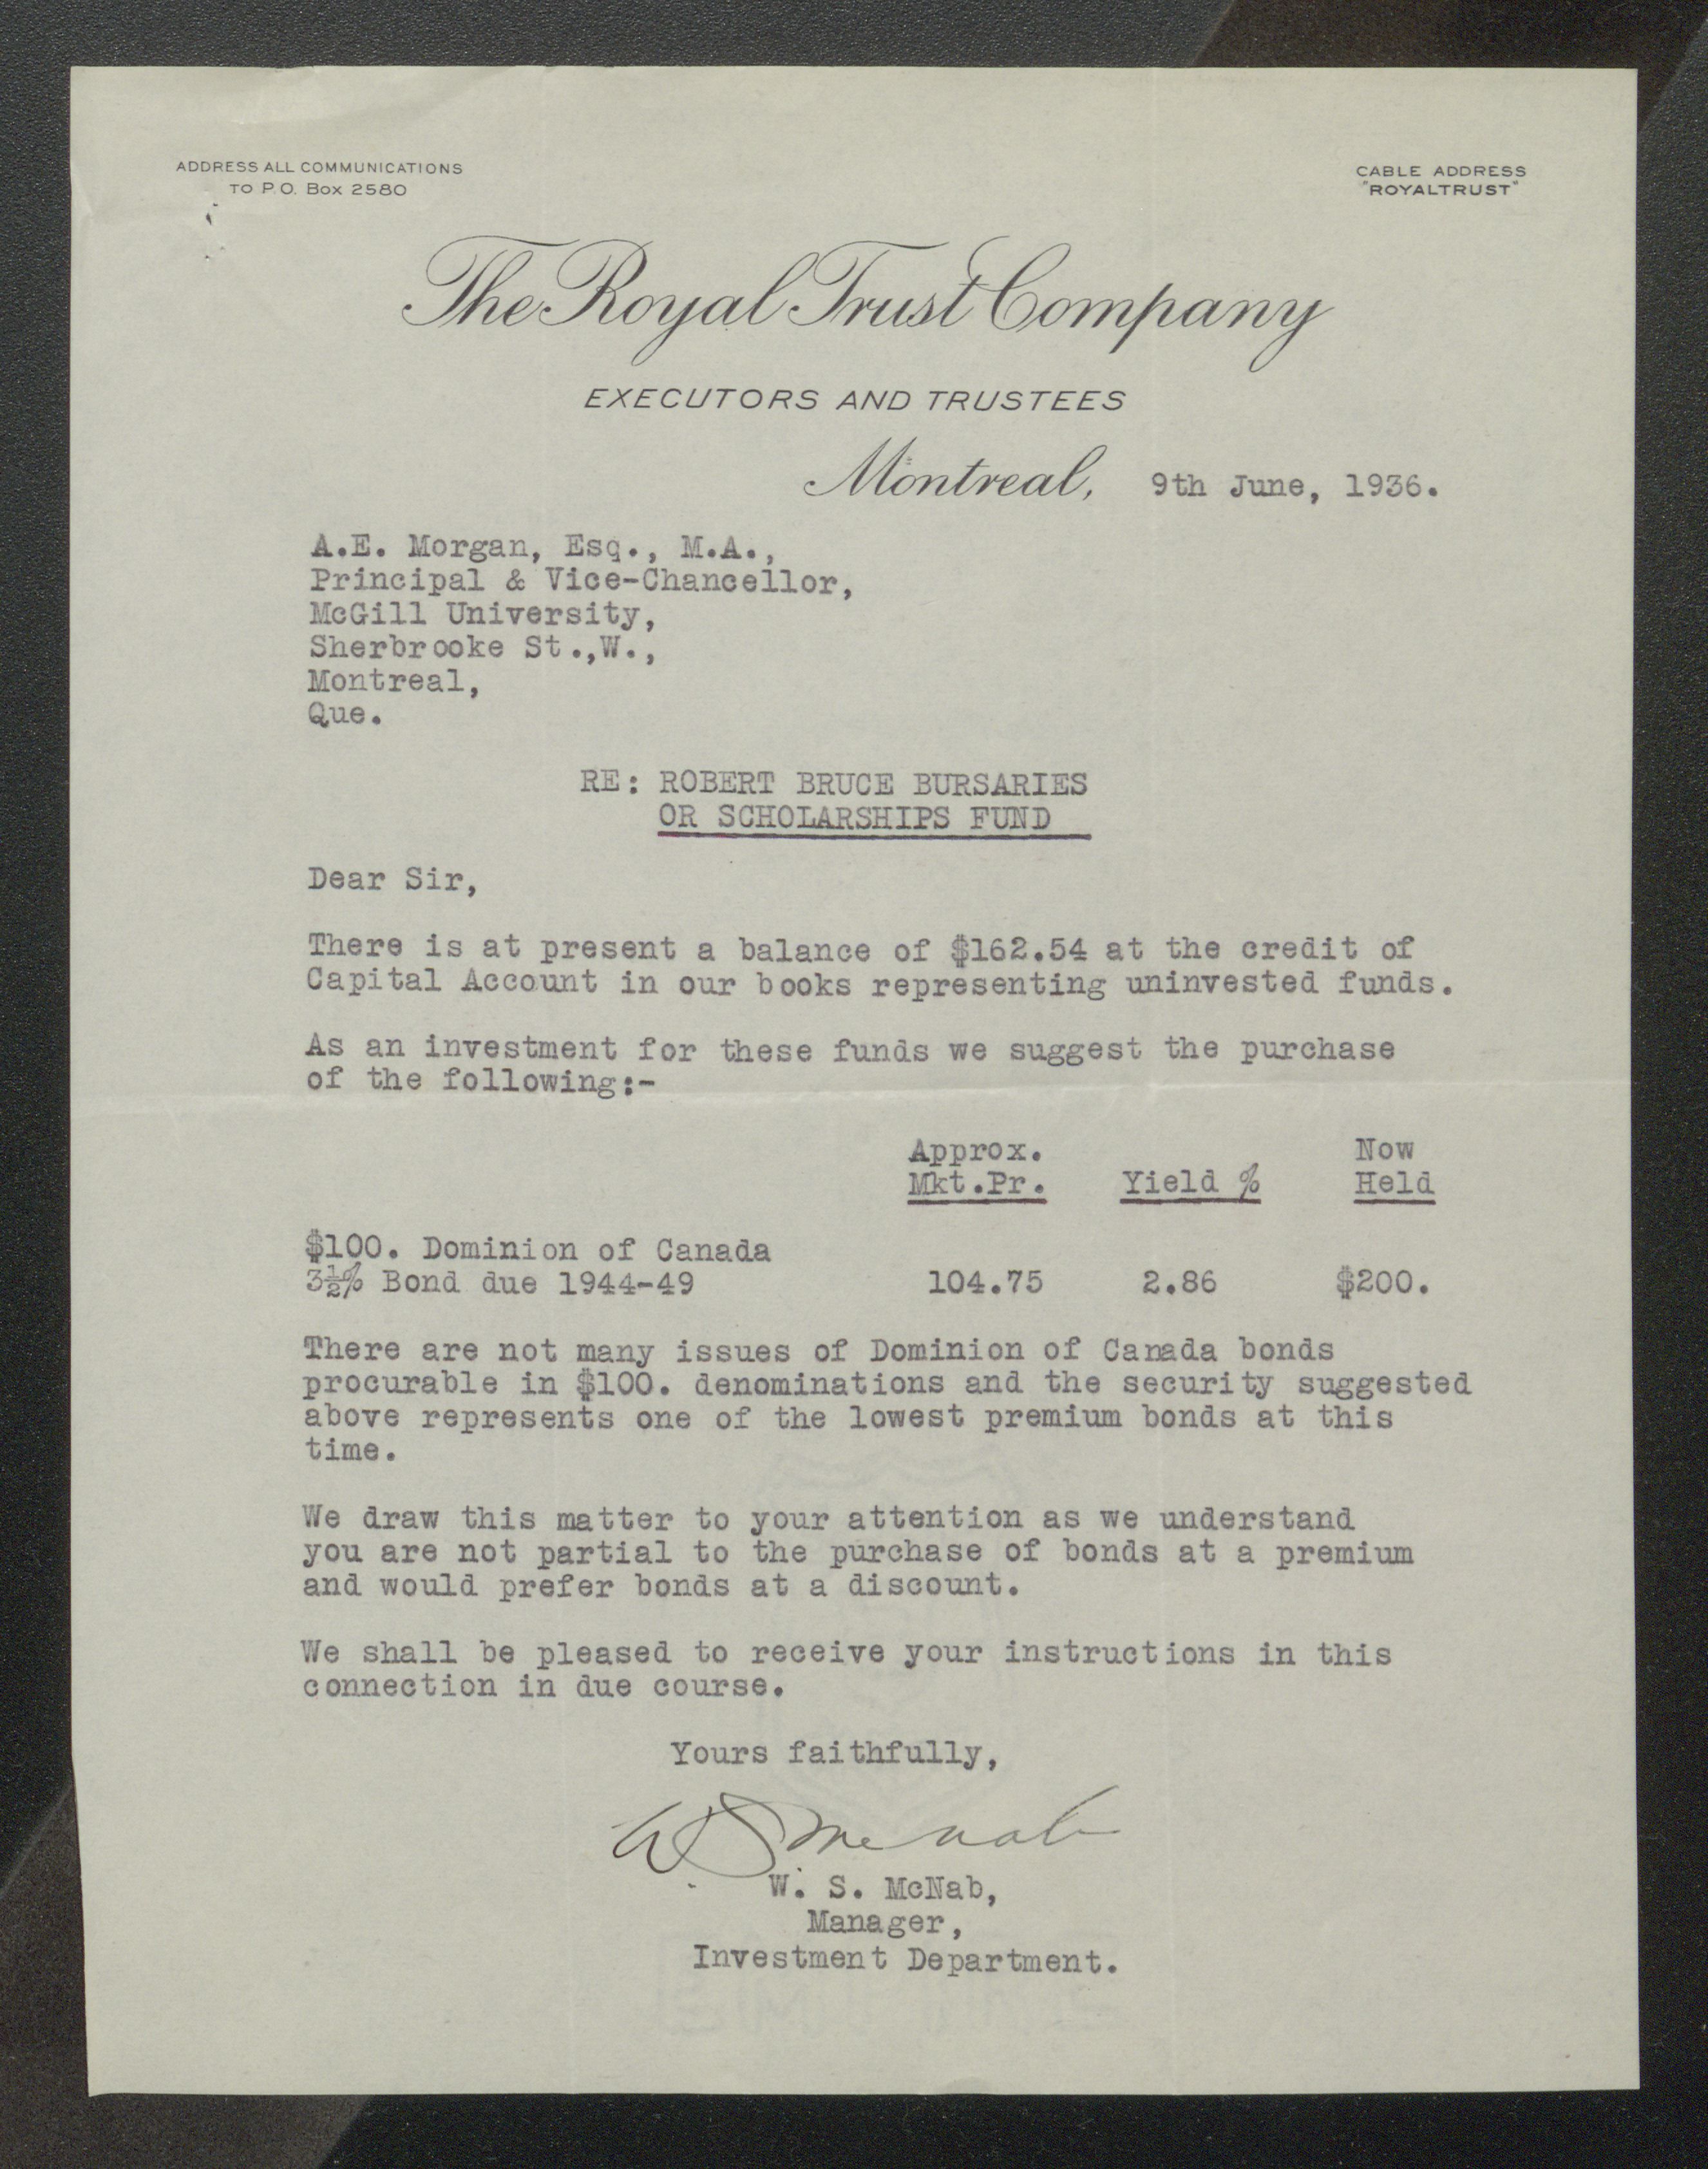 ADDRESS ALL COMMUNICATIONS
TO P.O. BOX 2580
CABLE ADDRESS
"ROYALTRUST"
The Royal Trust Company
EXECUTORS AND TRUSTEES
Montreal, 9th June, 1936.
A.E. Morgan, Esq., M.A.,
Principal & Vice-Chancellor,
McGill University,
Sherbrooke St.,W.,
Montreal,
Que.
RE: ROBERT BRUCE BURSARIES
OR SCHOLARSHIPS FUND
Dear Sir,
There is at present a balance of $162.54 at the credit of
Capital Account in our books representing uninvested funds.
As an investment for these funds we suggest the purchase
of the following:-
Approx. Now
Mkt.Pr. Yield % Held
$100. Dominion of Canada
3½% Bond due 1944-49 104.75 2.86 $200.
There are not many issues of Dominion of Canada bonds
procurable in $100. denominations and the security suggested
above represents one of the lowest premium bonds at this
time.
We draw this matter to your attention as we understand
you are not partial to the purchase of bonds at a premium
and would prefer bonds at a discount.
We shall be pleased to receive your instructions in this
connection in due course.
Yours faithfully,
W S McNab
W. S. McNab,
Manager,
Investment Department.